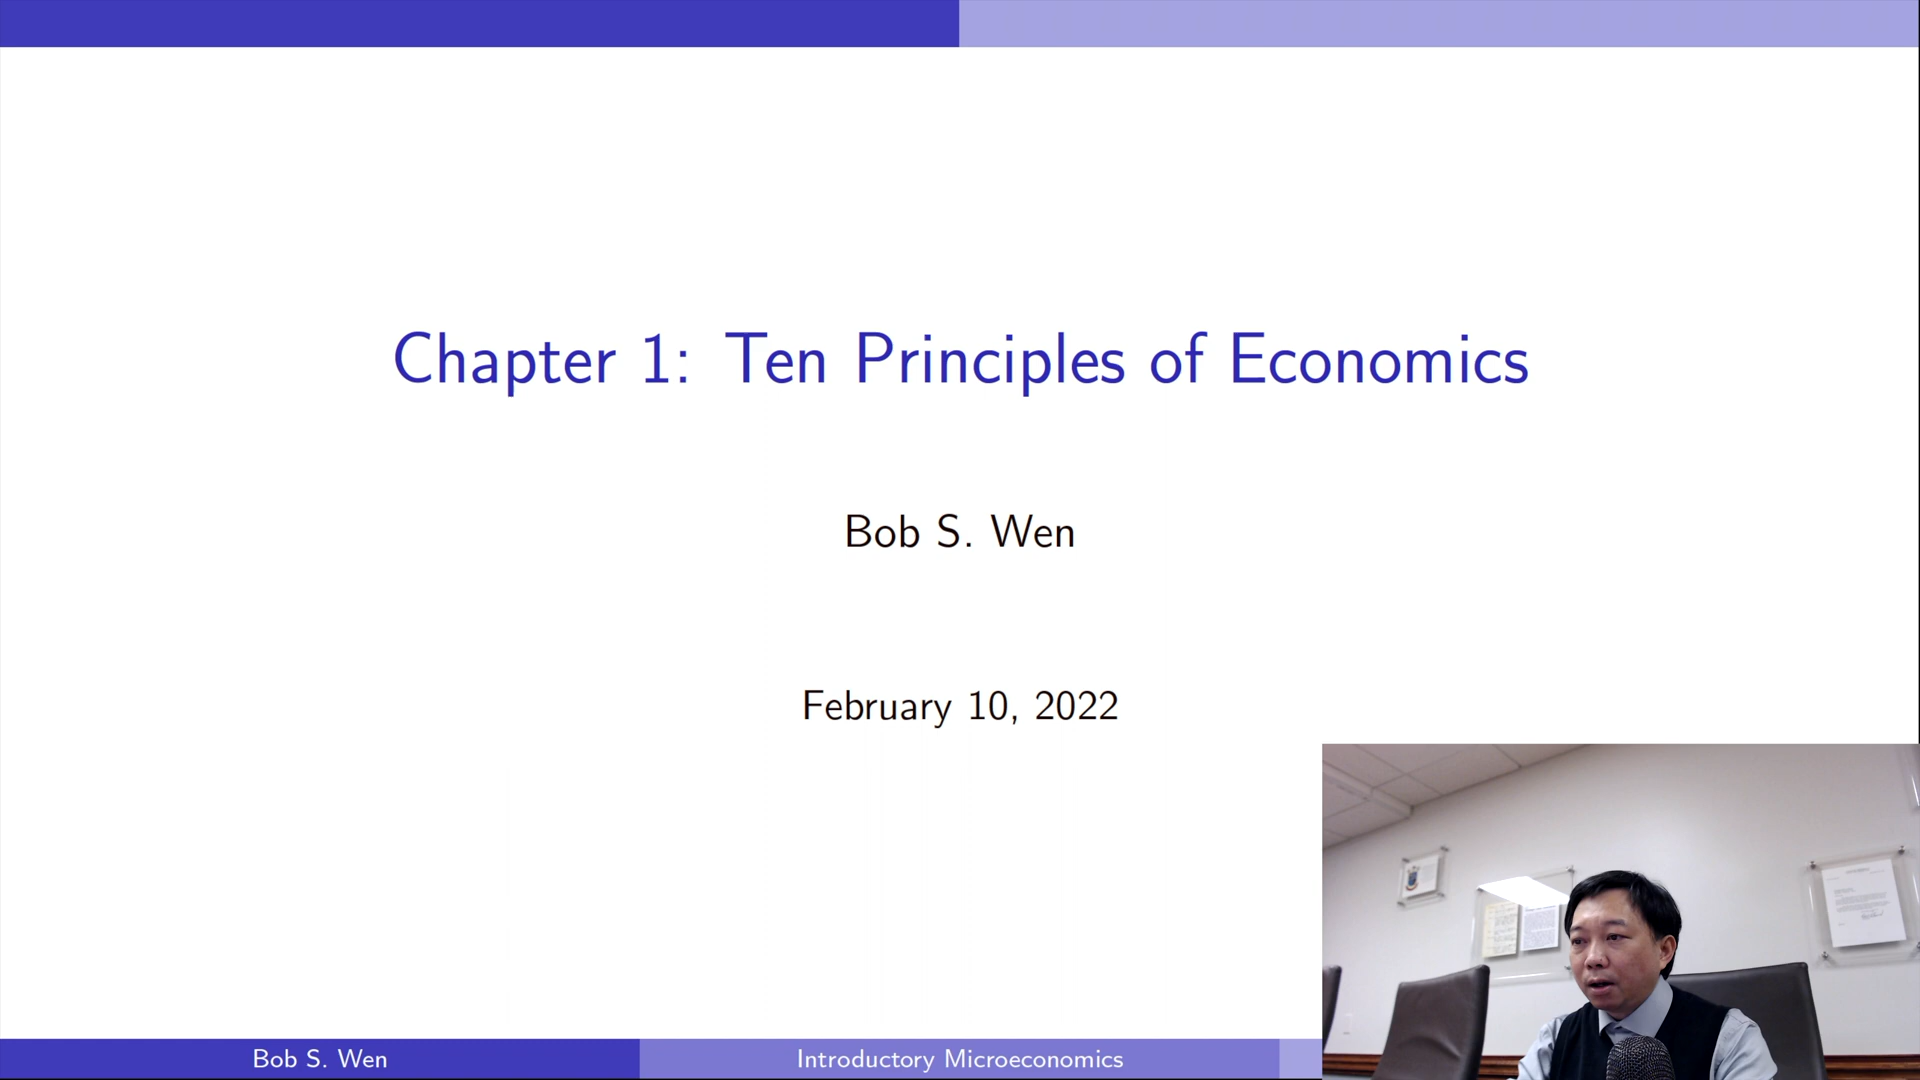 Chapter 1: Ten Principles of Economics
Bob S. Wen
February 10, 2022
Bob S. Wen
Introductory Microeconomics